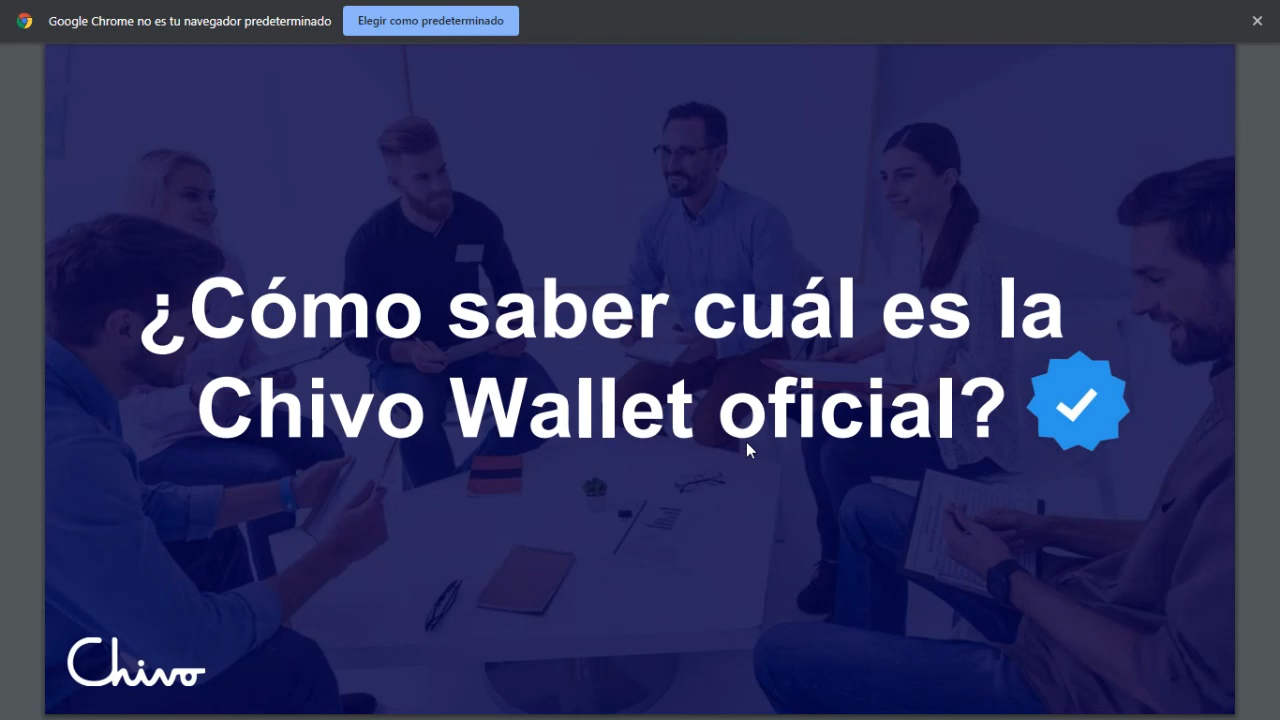 Google Chrome no es tu navegador predeterminado
Elegir como predeterminado
¿Cómo saber cuál es la
Chivo Wallet oficial?
Chivo